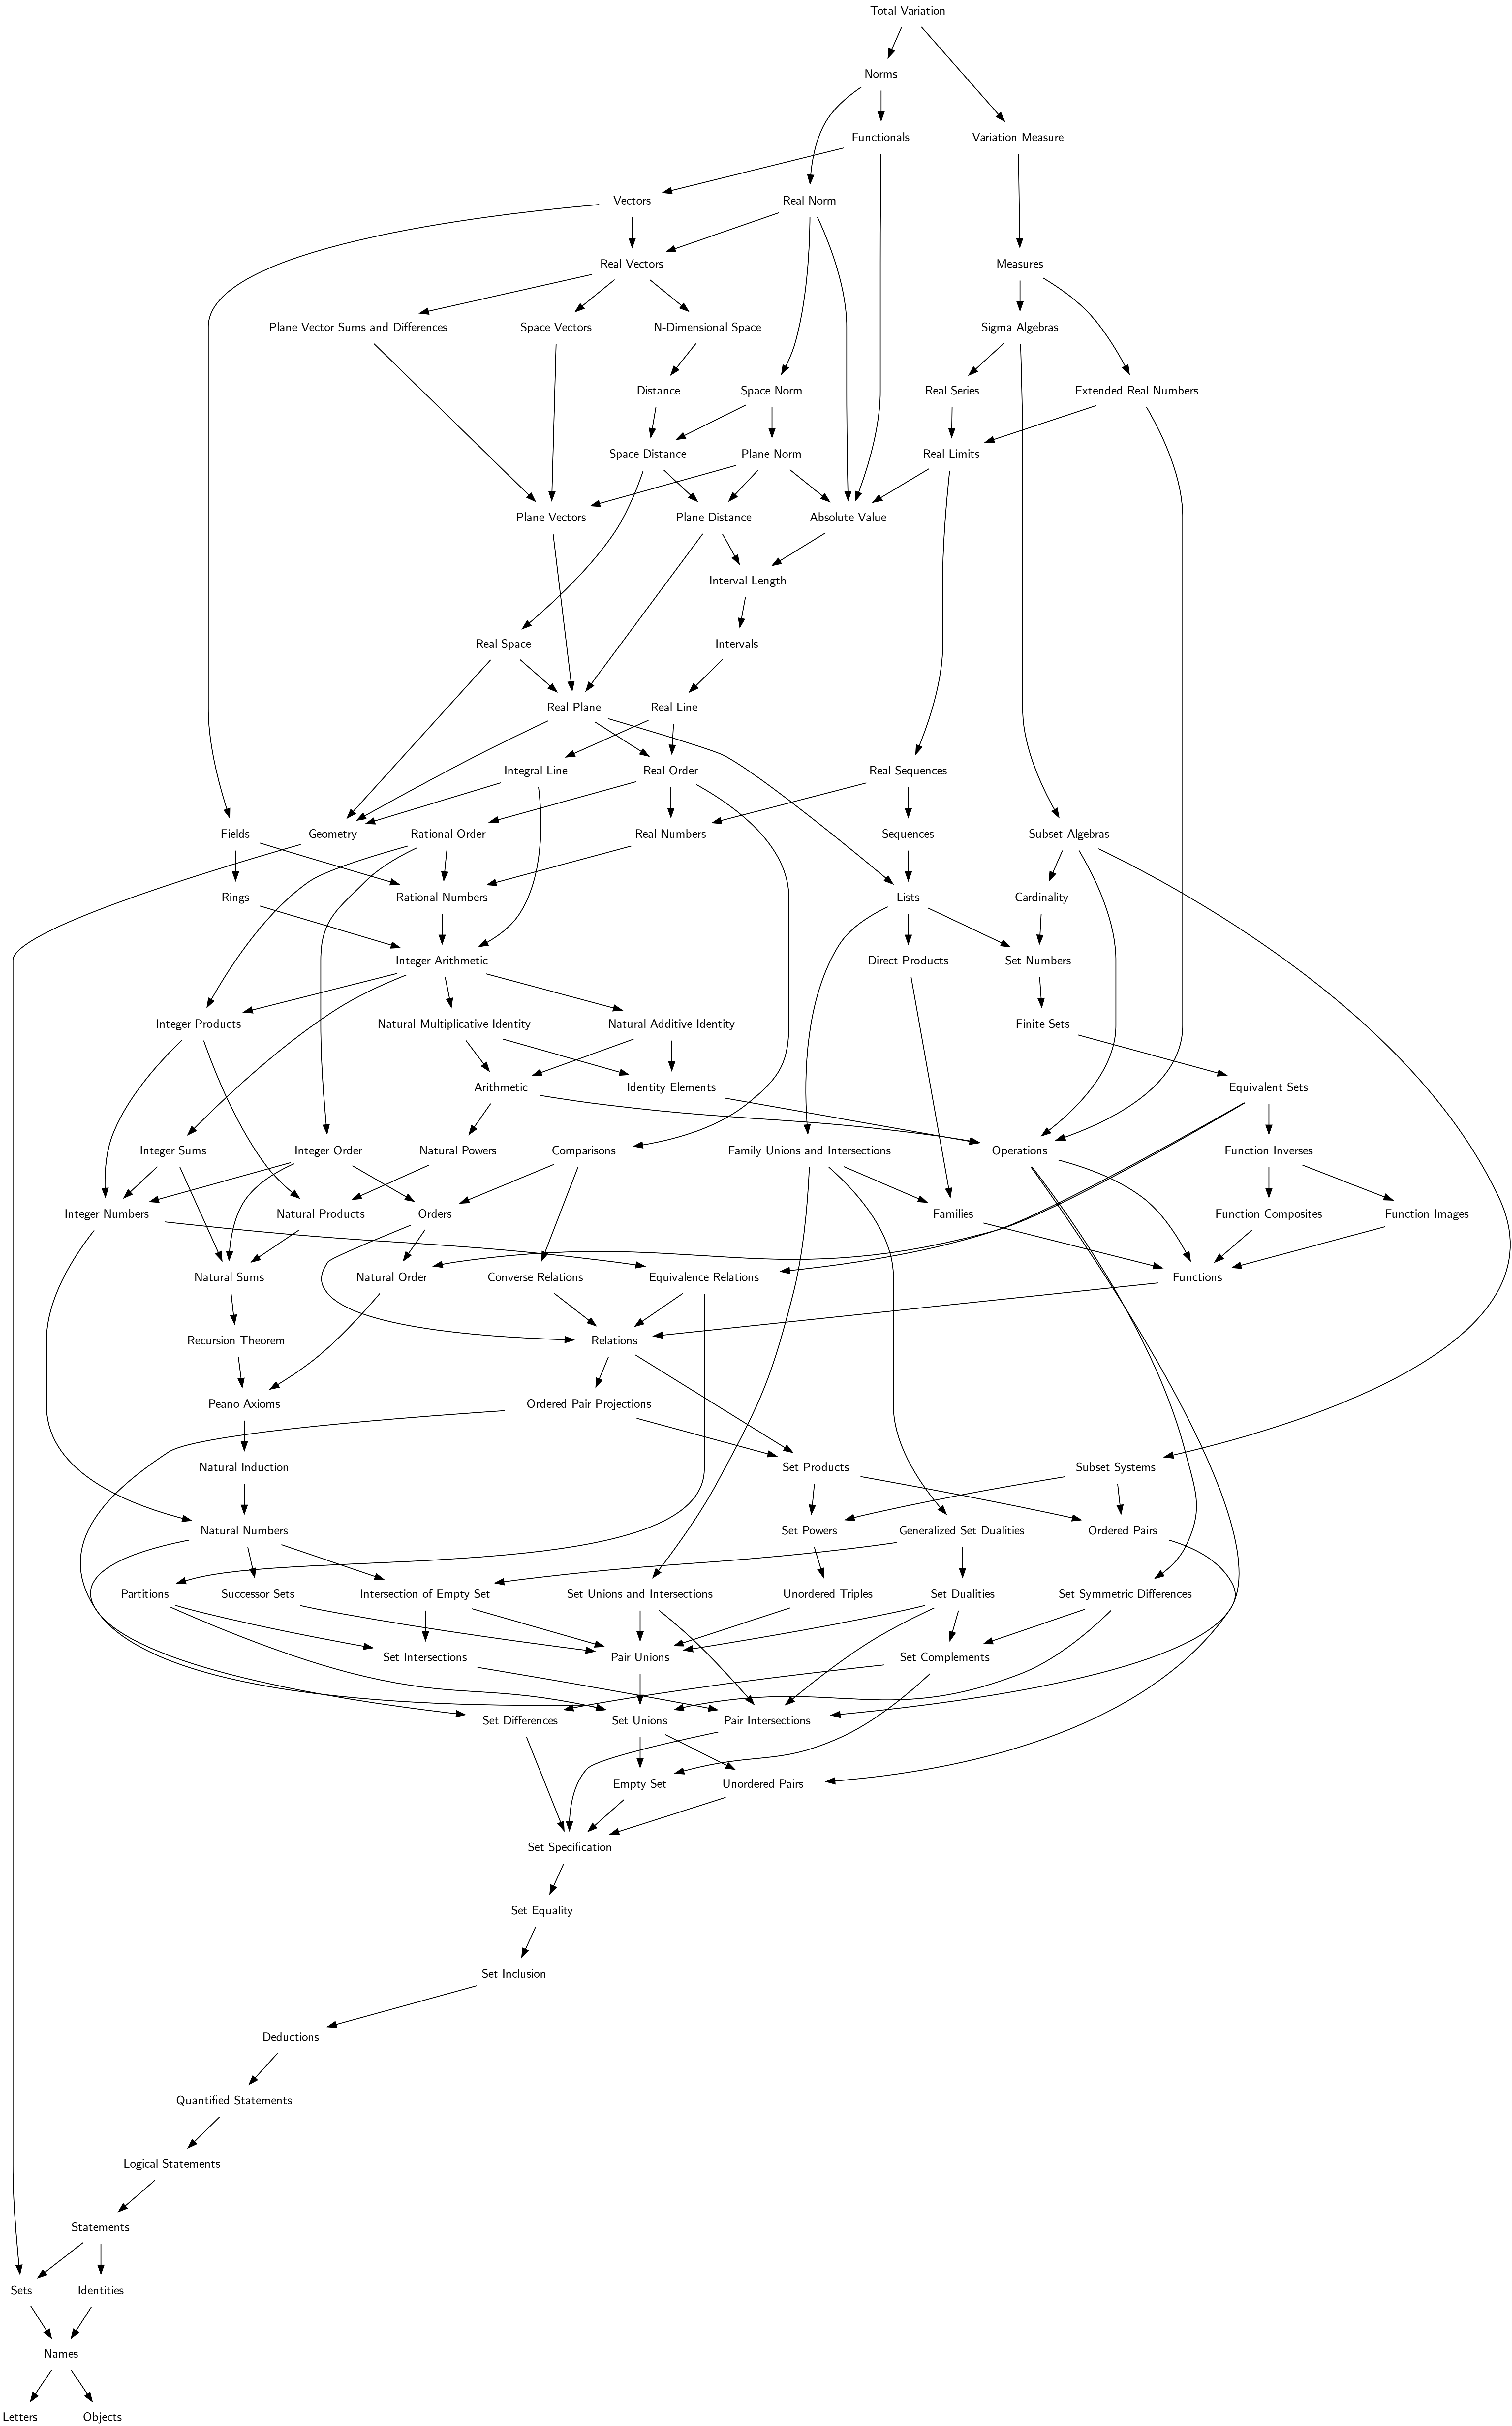 Total Variation
Norms
Functionals
Variation Measure
Vectors
Real Norm
Real Vectors
Measures
Plane Vector Sums and Differences
Space Vectors
N-Dimensional Space
Sigma Algebras
Distance
Space Norm
Real Series
Extended Real Numbers
Space Distance
Plane Norm
Real Limits
Plane Vectors
Plane Distance
Absolute Value
Interval Length
Real Space
Intervals
Real Plane
Real Line
Integral Line
Real Order
Real Sequences
Fields
Geometry
Rational Order
Real Numbers
Sequences
Subset Algebras
Rings
Rational Numbers
Lists
Cardinality
Integer Arithmetic
Direct Products
Set Numbers
Integer Products
Natural Multiplicative Identity
Natural Additive Identity
Finite Sets
Arithmetic
Identity Elements
Equivalent Sets
Integer Sums
Integer Order
Natural Powers
Comparisons
Family Unions and Intersections
Operations
Function Inverses
Integer Numbers
Natural Products
Orders
Families
Function Composites
Function Images
Natural Sums
Natural Order
Converse Relations
Equivalence Relations
Functions
Recursion Theorem
Relations
Peano Axioms
Ordered Pair Projections
Natural Induction
Set Products
Subset Systems
Natural Numbers
Set Powers
Generalized Set Dualities
Ordered Pairs
Partitions
Successor Sets
Intersection of Empty Set
Set Unions and Intersections
Unordered Triples
Set Dualities
Set Symmetric Differences
Set Intersections
Pair Unions
Set Complements
Set Differences
Set Unions
Pair Intersections
Empty Set
Unordered Pairs
Set Specification
Set Equality
Set Inclusion
Deductions
Quantified Statements
Logical Statements
Statements
Sets
Identities
Names
Letters
Objects